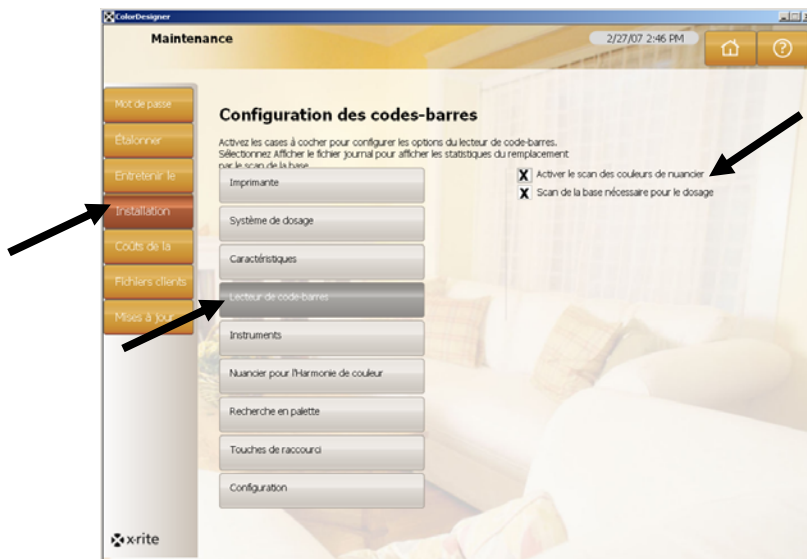 ColorDesigner
Maintenance
2/27/07 2:46 PM
Mot de passe
Étalonner
Entretenir le
Installation
Coûts de la
Fichiers clients
Mises à jour
Configuration des codes-barres
Activez les cases à cocher pour configurer les options du lecteur de code-barres.
Sélectionnez Afficher le fichier journal pour afficher les statistiques du remplacement
par le scan de la base.
Imprimante
Système de dosage
Caractéristiques
Lecteur de code-barres
Instruments
Nuancier pour l'Harmonie de couleur
Recherche en palette
Touches de raccourci
Configuration
X Activer le scan des couleurs de nuancier
X Scan de la base nécessaire pour le dosage
x·rite